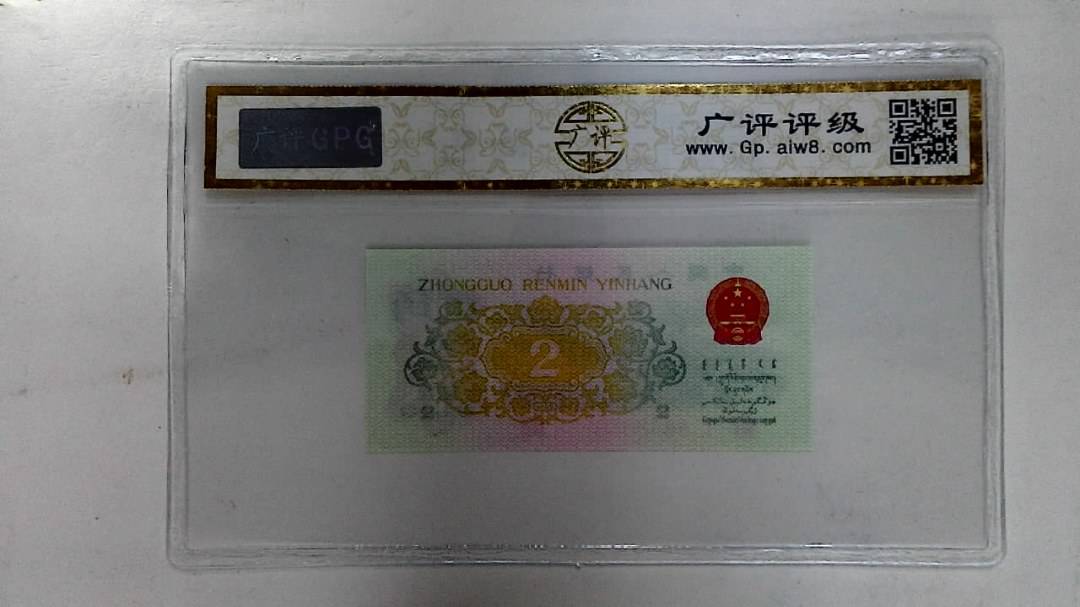 广评GPG
广评
广评评级
www.Gp.aiw8.com
ZHONGGUO RENMIN YINHANG
2
2
2